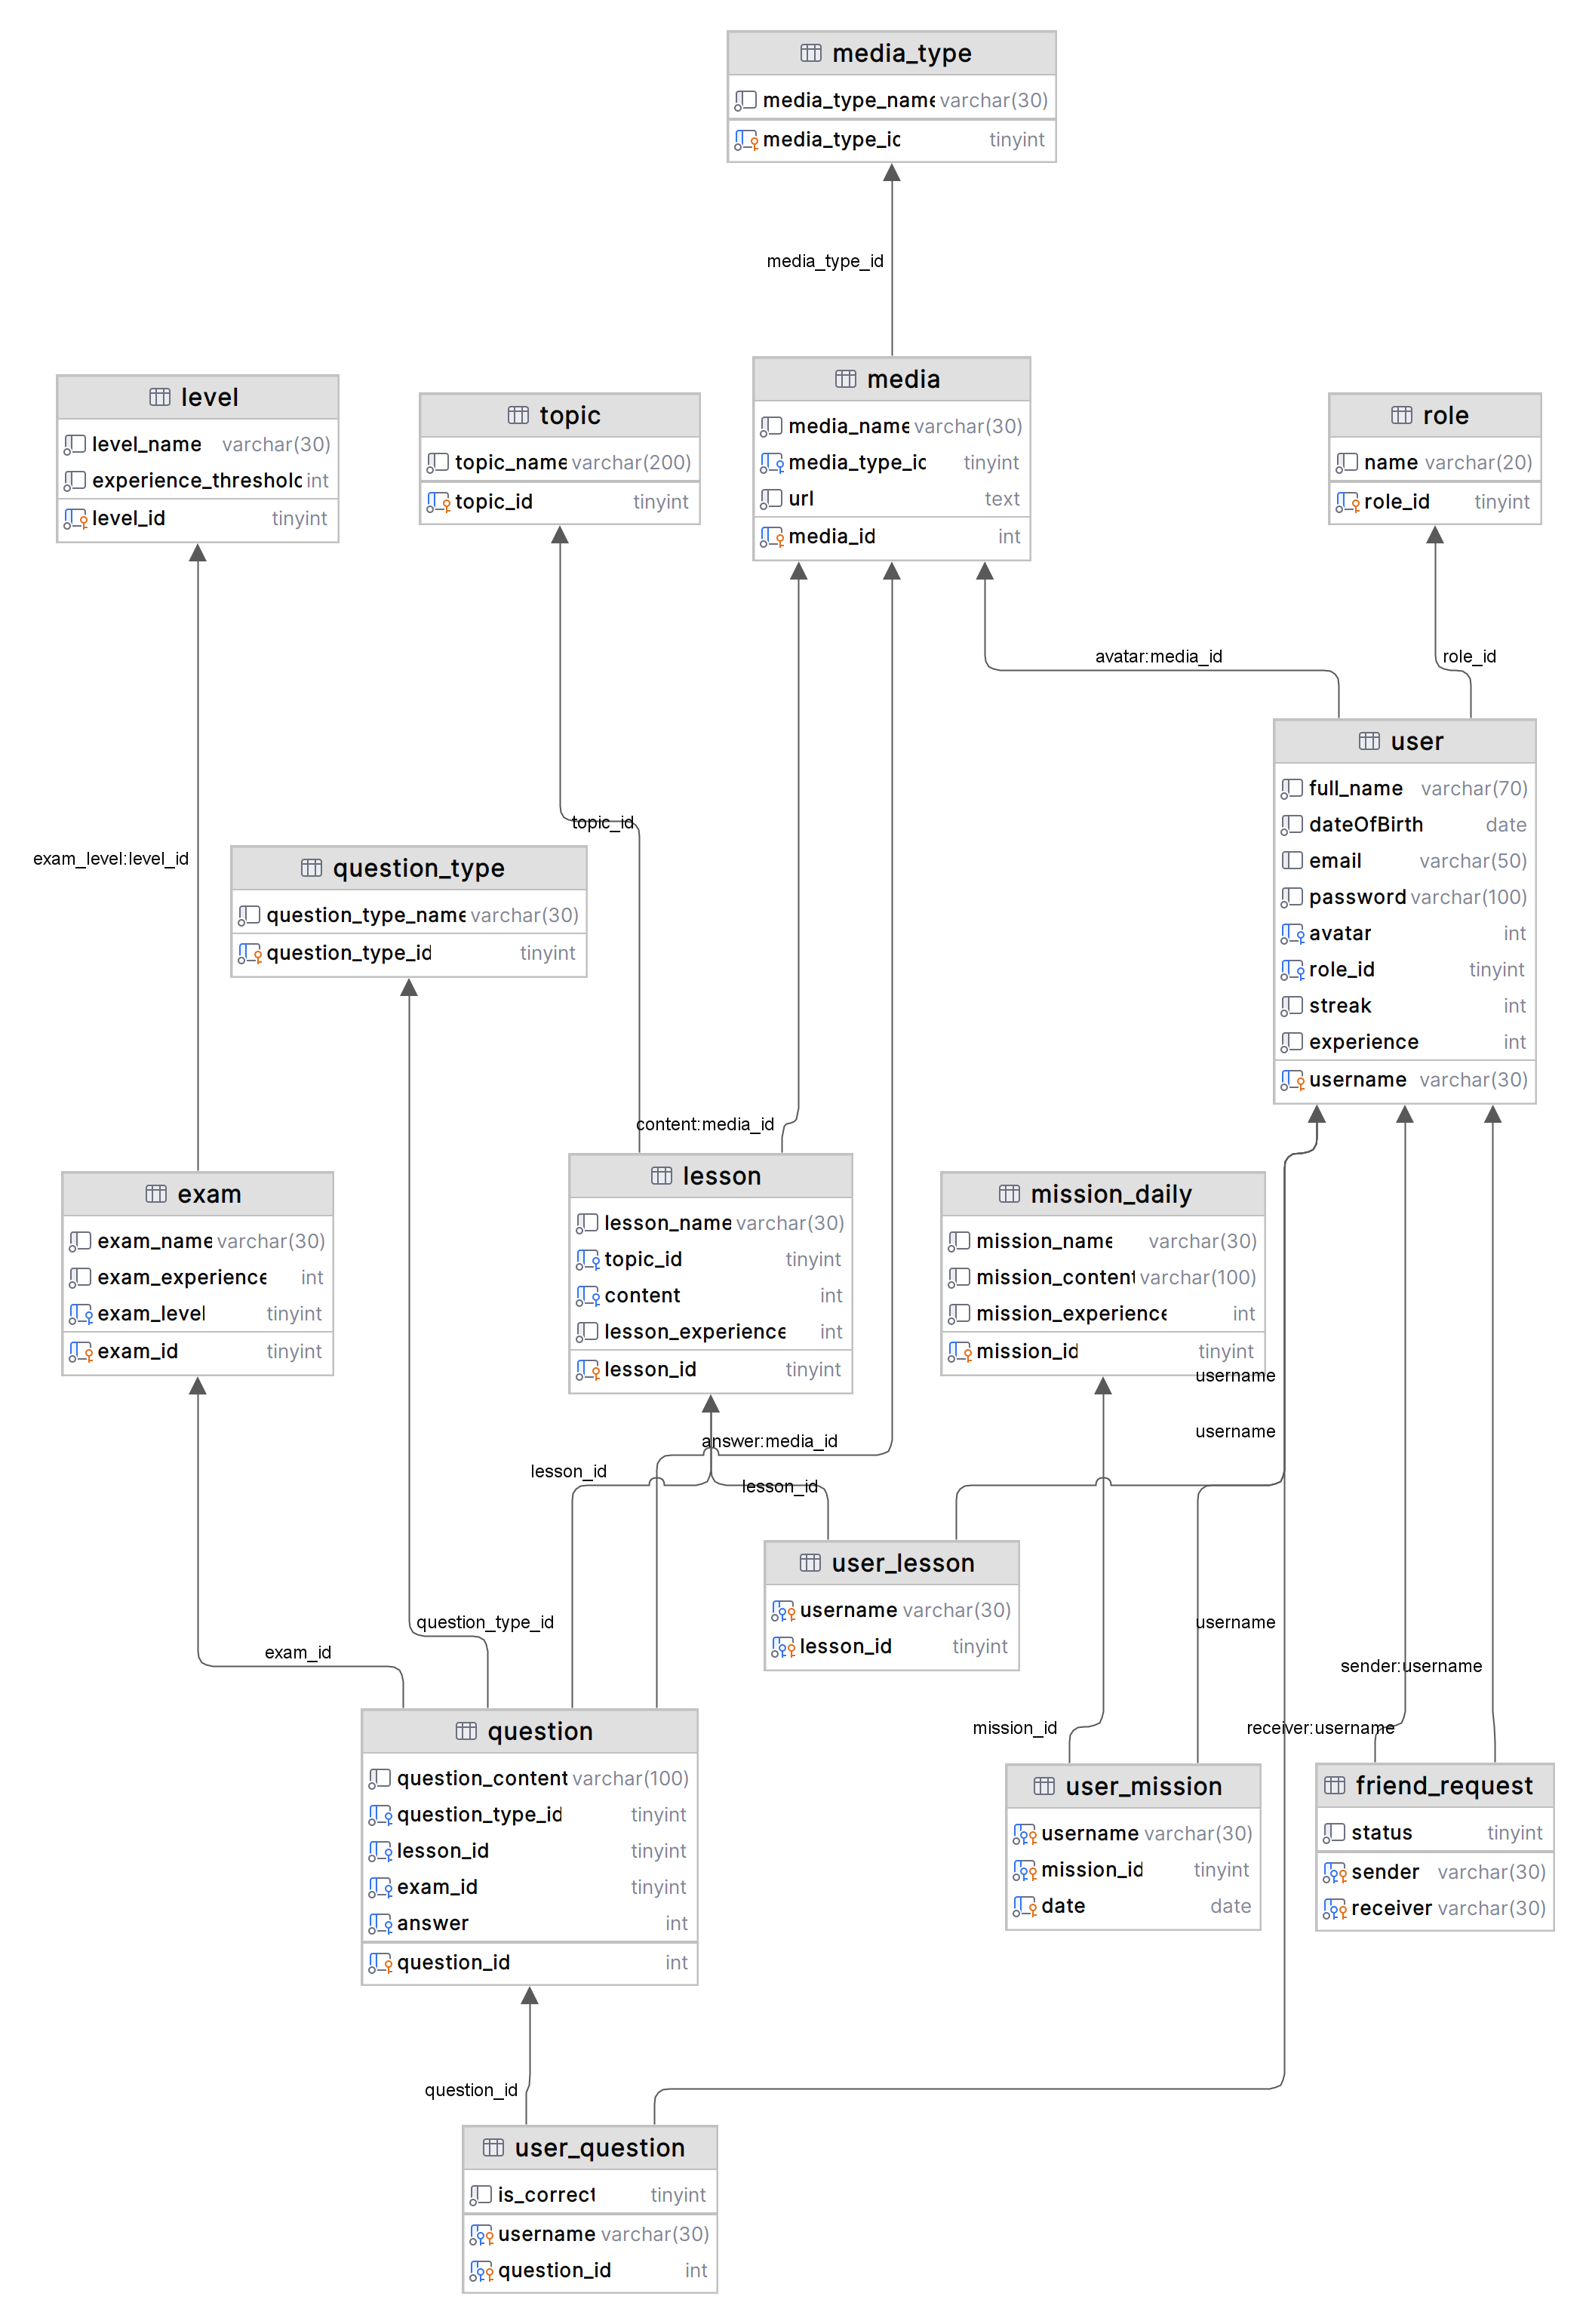 media_type
media_type_name varchar(30)
media_type_ic tinyint
media_type_id
level
level_name varchar(30)
experience_thresholc int
level_id tinyint
topic
topic_name varchar(200)
topic_id tinyint
media
media_name varchar(30)
media_type_ic tinyint
url text
media_id int
role
name varchar(20)
role_id tinyint
avatar:media_id
role_id
user
full_name varchar(70)
dateOfBirth date
email varchar(50)
password varchar(100)
avatar int
role_id tinyint
streak int
experience int
username varchar(30)
topic_id
exam_level:level_id
question_type
question_type_name varchar(30)
question_type_id tinyint
content:media_id
exam
exam_name varchar(30)
exam_experience int
exam_level tinyint
exam_id tinyint
lesson
lesson_name varchar(30)
topic_id tinyint
content int
lesson_experience int
lesson_id tinyint
mission_daily
mission_name varchar(30)
mission_content varchar(100)
mission_experience int
mission_id tinyint
username
username
answer:media_id
lesson_id
lesson_id
user_lesson
username varchar(30)
lesson_id tinyint
question_type_id
username
exam_id
sender:username
mission_id
receiver:username
question
question_content varchar(100)
question_type_id tinyint
lesson_id tinyint
exam_id tinyint
answer int
question_id int
user_mission
username varchar(30)
mission_id tinyint
date date
friend_request
status tinyint
sender varchar(30)
receiver varchar(30)
question_id
user_question
is_correct tinyint
username varchar(30)
question_id int